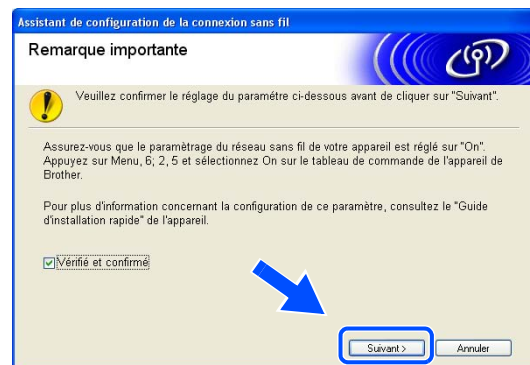 Assistant de configuration de la connexion sans fil
Remarque importante
Veuillez confirmer le réglage du paramétre ci-dessous avant de cliquer sur "Suivant".
Assurez-vous que le paramètrage du réseau sans fil de votre appareil est réglé sur "On".
Appuyez sur Menu, 6; 2, 5 et sélectionnez On sur le tableau de commande de l'appareil de
Brother.
Pour plus d'information concernant la configuration de ce paramètre, consultez le "Guide
d'installation rapide" de l'appareil.
Vérifié et confirmé
Suivant >
Annuler